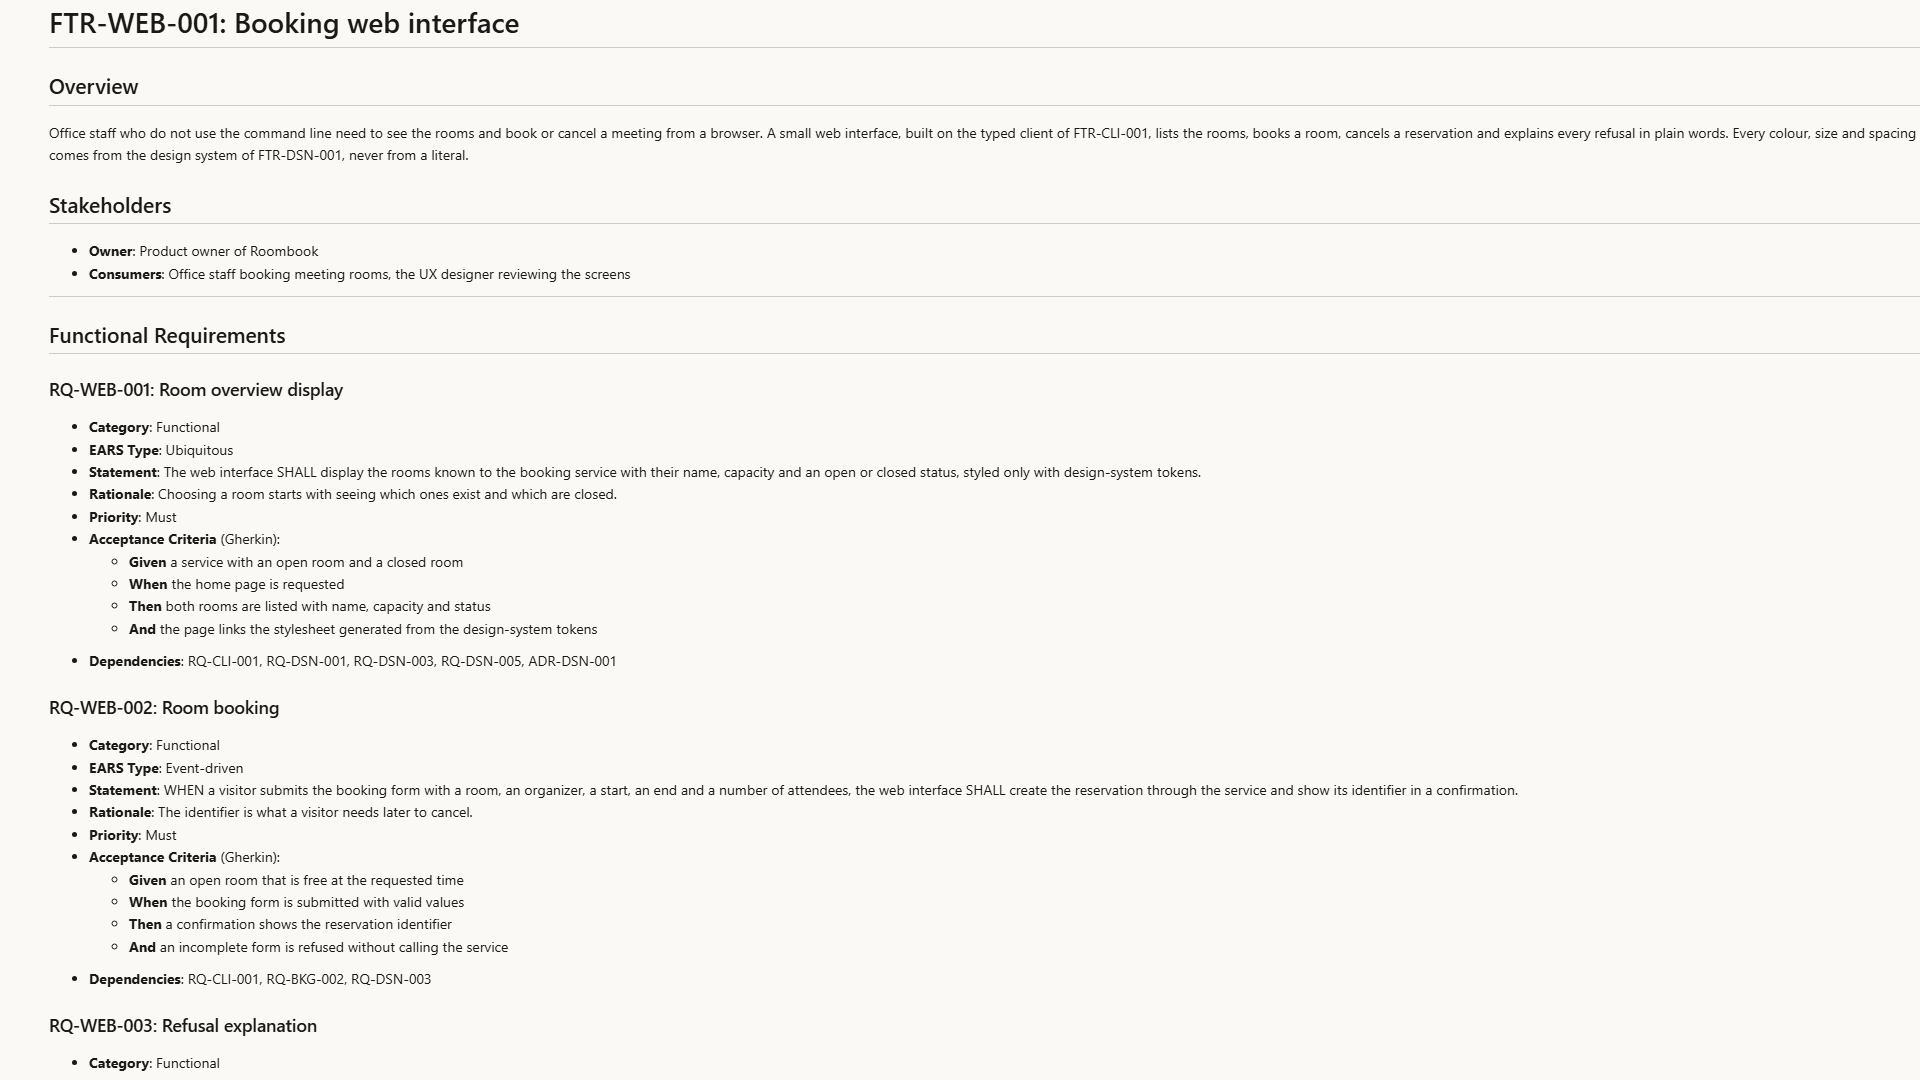 FTR-WEB-001: Booking web interface
Overview
Office staff who do not use the command line need to see the rooms and book or cancel a meeting from a browser. A small web interface, built on the typed client of FTR-CLI-001, lists the rooms, books a room, cancels a reservation and explains every refusal in plain words. Every colour, size and spacing
comes from the design system of FTR-DSN-001, never from a literal.
Stakeholders
Owner: Product owner of Roombook
Consumers: Office staff booking meeting rooms, the UX designer reviewing the screens
Functional Requirements
RQ-WEB-001: Room overview display
Category: Functional
EARS Type: Ubiquitous
Statement: The web interface SHALL display the rooms known to the booking service with their name, capacity and an open or closed status, styled only with design-system tokens.
Rationale: Choosing a room starts with seeing which ones exist and which are closed.
Priority: Must
Acceptance Criteria (Gherkin):
Given a service with an open room and a closed room
When the home page is requested
Then both rooms are listed with name, capacity and status
And the page links the stylesheet generated from the design-system tokens
Dependencies: RQ-CLI-001, RQ-DSN-001, RQ-DSN-003, RQ-DSN-005, ADR-DSN-001
RQ-WEB-002: Room booking
Category: Functional
EARS Type: Event-driven
Statement: WHEN a visitor submits the booking form with a room, an organizer, a start, an end and a number of attendees, the web interface SHALL create the reservation through the service and show its identifier in a confirmation.
Rationale: The identifier is what a visitor needs later to cancel.
Priority: Must
Acceptance Criteria (Gherkin):
Given an open room that is free at the requested time
When the booking form is submitted with valid values
Then a confirmation shows the reservation identifier
And an incomplete form is refused without calling the service
Dependencies: RQ-CLI-001, RQ-BKG-002, RQ-DSN-003
RQ-WEB-003: Refusal explanation
Category: Functional